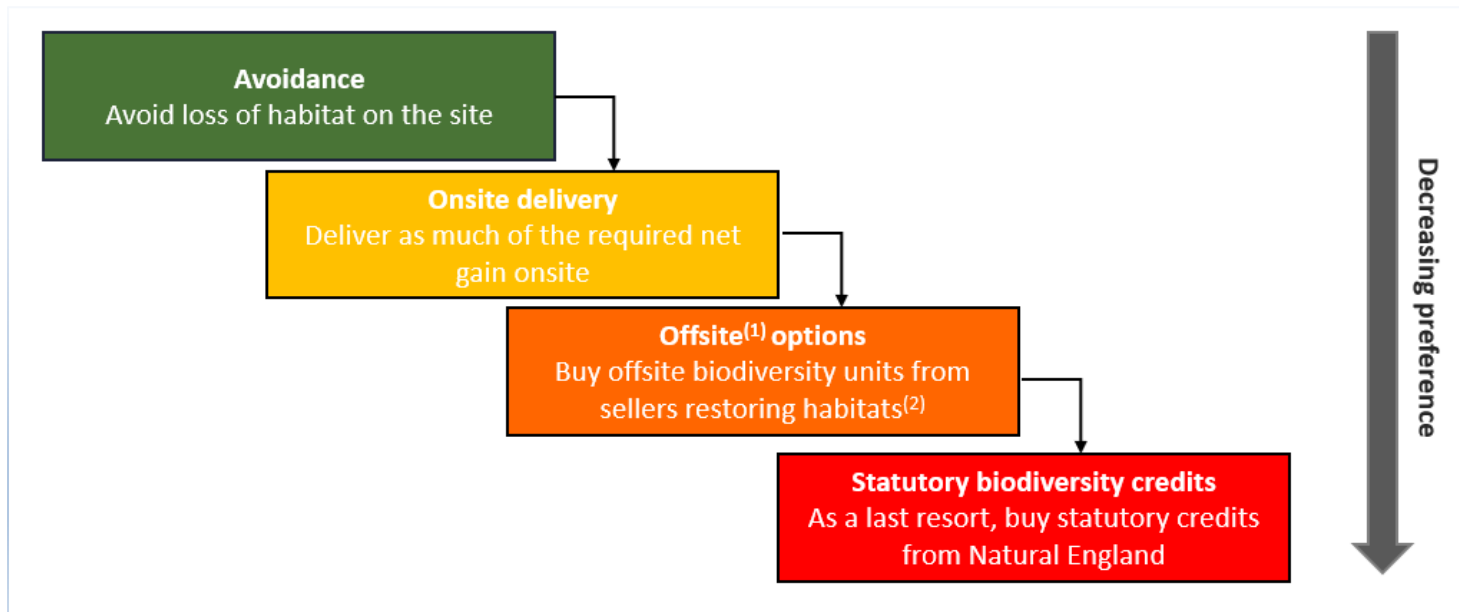 Avoidance
Avoid loss of habitat on the site
Onsite delivery
Deliver as much of the required net
gain onsite
Offsite(1) options
Buy offsite biodiversity units from
sellers restoring habitats(2)
Statutory biodiversity credits
As a last resort, buy statutory credits
from Natural England
Decreasing preference